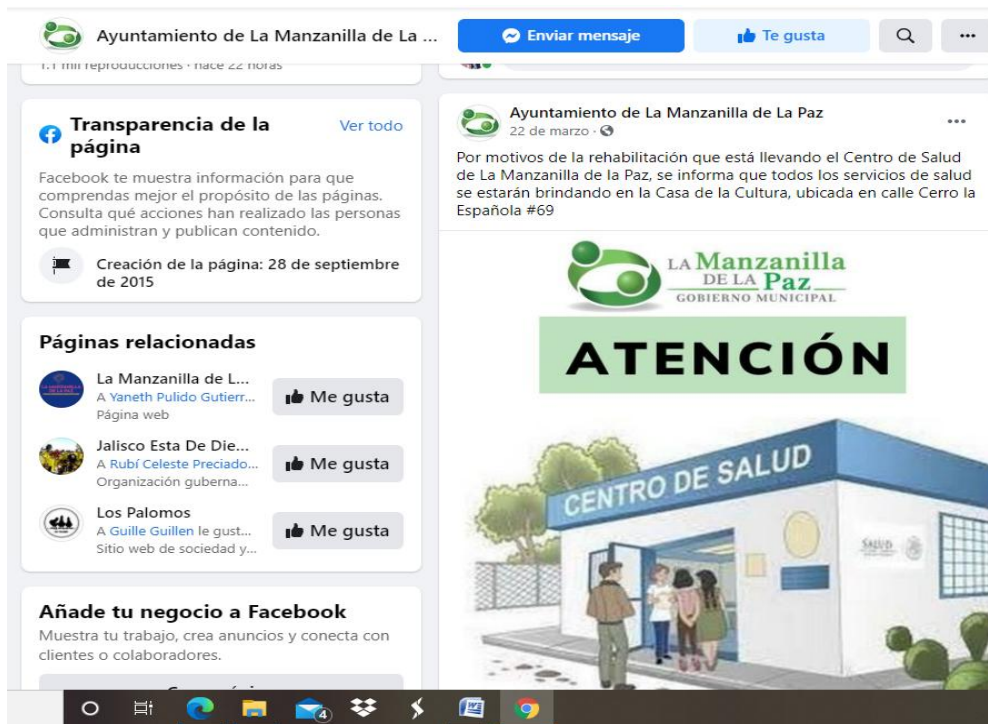 Ayuntamiento de La Manzanilla de La ...
Enviar mensaje
Te gusta
1.1 mil reproducciones · hace 22 horas
Transparencia de la
página
Ver todo
Facebook te muestra información para que
comprendas mejor el propósito de las páginas.
Consulta qué acciones han realizado las personas
que administran y publican contenido.
Creación de la página: 28 de septiembre
de 2015
Páginas relacionadas
La Manzanilla de L...
A Yaneth Pulido Gutierr...
Página web
Me gusta
Jalisco Esta De Die...
A Rubí Celeste Preciado...
Organización guberna...
Me gusta
Los Palomos
A Guille Guillen le gust...
Sitio web de sociedad y...
Me gusta
Añade tu negocio a Facebook
Muestra tu trabajo, crea anuncios y conecta con
clientes o colaboradores.
Ayuntamiento de La Manzanilla de La Paz
22 de marzo ·
Por motivos de la rehabilitación que está llevando el Centro de Salud
de La Manzanilla de la Paz, se informa que todos los servicios de salud
se estarán brindando en la Casa de la Cultura, ubicada en calle Cerro la
Española #69
LA Manzanilla
DE LA Paz
GOBIERNO MUNICIPAL
ATENCIÓN
CENTRO DE SALUD
SALUD
4